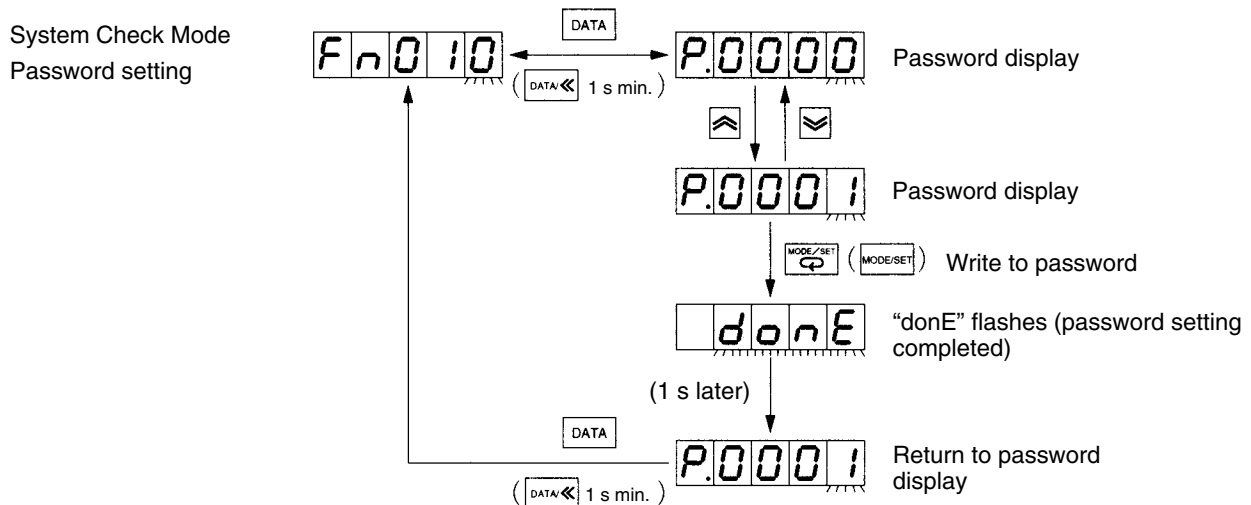 System Check Mode
Password setting
Fn010
DATA
(DATA/≪ 1 s min.)
P.0000
Password display
P.0001
Password display
MODE/SET (MODE/SET) Write to password
donE
“donE” flashes (password setting
completed)
(1 s later)
DATA
(DATA/≪ 1 s min.)
P.0001
Return to password
display